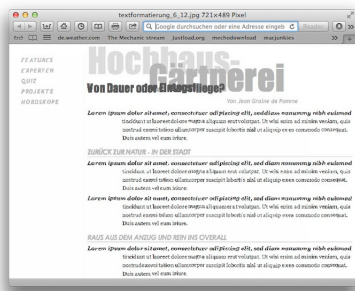 textformatierung_6_12.jpg 721x489 Pixel
Google durchsuchen oder eine Adresse eingeb
Reader
de.weather.com The Mechanic stream Justload.org mechodownload macjunkies
FEATURES
EXPERTEN
QUIZ
PROJEKTE
HOROSKOPE
Hochhaus-
Gärtnerei
Von Dauer oder Eintagsfliege?
Von Jean Graine de Pomme
Lorem ipsum dolor sit amet, consectetuer adipiscing elit, sed diam nonummy nibh euismod
tincidunt ut laoreet dolore magna aliquam erat volutpat. Ut wisi enim ad minim veniam, quis
nostrud exerci tation ullamcorper suscipit lobortis nisl ut aliquip ex ea commodo consequat.
Duis autem vel eum iriure.
ZURÜCK ZUR NATUR - IN DER STADT
Lorem ipsum dolor sit amet, consectetuer adipiscing elit, sed diam nonummy nibh euismod
tincidunt ut laoreet dolore magna aliquam erat volutpat. Ut wisi enim ad minim veniam, quis
nostrud exerci tation ullamcorper suscipit lobortis nisl ut aliquip ex ea commodo consequat.
Duis autem vel eum iriure.
Lorem ipsum dolor sit amet, consectetuer adipiscing elit, sed diam nonummy nibh euismod
tincidunt ut laoreet dolore magna aliquam erat volutpat. Ut wisi enim ad minim veniam, quis
nostrud exerci tation ullamcorper suscipit lobortis nisl ut aliquip ex ea commodo consequat.
Duis autem vel eum iriure.
RAUS AUS DEM ANZUG UND REIN INS OVERALL
Lorem ipsum dolor sit amet, consectetuer adipiscing elit, sed diam nonummy nibh euismod
tincidunt ut laoreet dolore magna aliquam erat volutpat. Ut wisi enim ad minim veniam, quis
nostrud exerci tation ullamcorper suscipit lobortis nisl ut aliquip ex ea commodo consequat.
Duis autem vel eum iriure.